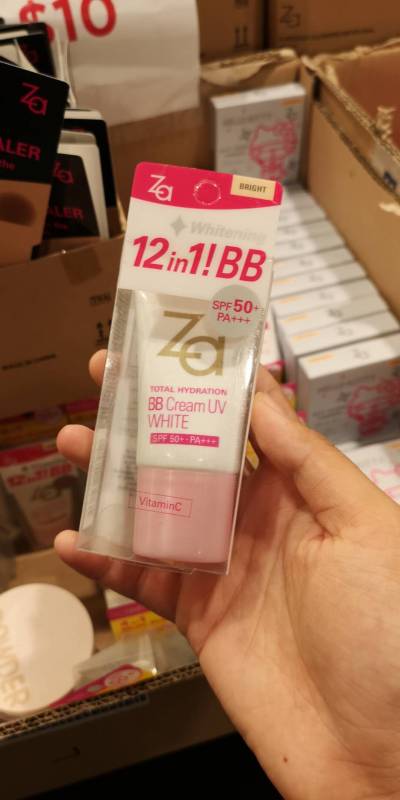 $10
Za
Za
ALER
Za
Za
BRIGHT
Whitening
12in1! BB
SPF 50+
PA+++
Za
TOTAL HYDRATION
BB Cream UV
WHITE
SPF 50+·PA+++
VitaminC
12in1! BB